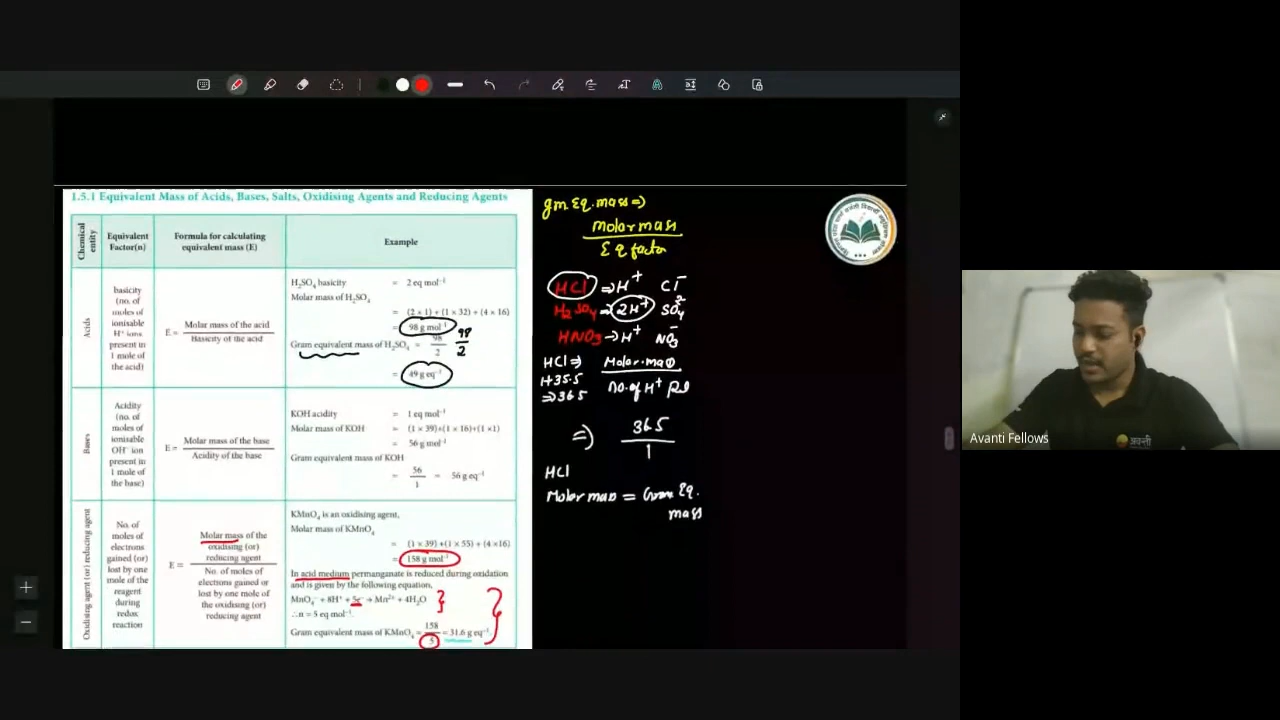 1.5.1 Equivalent Mass of Acids, Bases, Salts, Oxidising Agents and Reducing Agents
Chemical entity
Equivalent Factor(n)
Formula for calculating equivalent mass (E)
Example
Acids
basicity
(no. of
moles of
ionisable
H⁺ ions
present in
1 mole of
the acid)
E = Molar mass of the acid / Basicity of the acid
H₂SO₄ basicity = 2 eq mol⁻¹
Molar mass of H₂SO₄
= (2 × 1) + (1 × 32) + (4 × 16)
= 98 g mol⁻¹
Gram equivalent mass of H₂SO₄ = 98/2
98/2
= 49 g eq⁻¹
Bases
Acidity
(no. of
moles of
ionisable
OH⁻ ion
present in
1 mole of
the base)
E = Molar mass of the base / Acidity of the base
KOH acidity = 1 eq mol⁻¹
Molar mass of KOH = (1 × 39)+(1 × 16)+(1×1)
= 56 g mol⁻¹
Gram equivalent mass of KOH
= 56/1 = 56 g eq⁻¹
Oxidising agent (or) reducing agent
No. of
moles of
electrons
gained (or)
lost by one
mole of the
reagent
during
redox
reaction
E = Molar mass of the oxidising (or) reducing agent / No. of moles of electrons gained or lost by one mole of the oxidising (or) reducing agent
KMnO₄ is an oxidising agent,
Molar mass of KMnO₄
= (1 × 39) +(1 × 55) + (4 ×16)
= 158 g mol⁻¹
In acid medium permanganate is reduced during oxidation
and is given by the following equation,
MnO₄⁻ + 8H⁺ + 5e⁻ → Mn²⁺ + 4H₂O
∴n = 5 eq mol⁻¹.
Gram equivalent mass of KMnO₄ = 158/5 = 31.6 g eq⁻¹.
gm Eq. mass ⇒
molar mass
Eq factor
HCl ⇒ H⁺ Cl⁻
H₂SO₄ ⇒ 2H⁺ SO₄²⁻
HNO₃ → H⁺ NO₃⁻
HCl ⇒ Molar.mass
1+35.5 no. of H⁺
⇒ 36.5
⇒ 36.5
1
HCl
Molar mass = Gram Eq.
mass
Avanti Fellows
अवन्ती